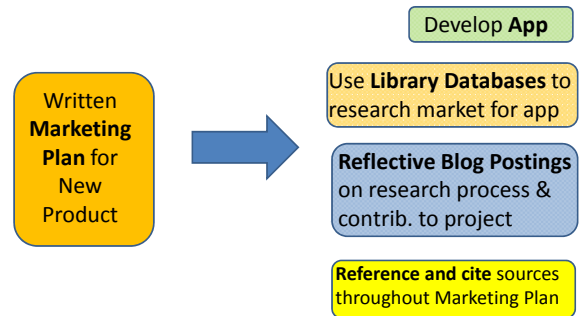 Written
Marketing
Plan for
New
Product
Develop App
Use Library Databases to
research market for app
Reflective Blog Postings
on research process &
contrib. to project
Reference and cite sources
throughout Marketing Plan